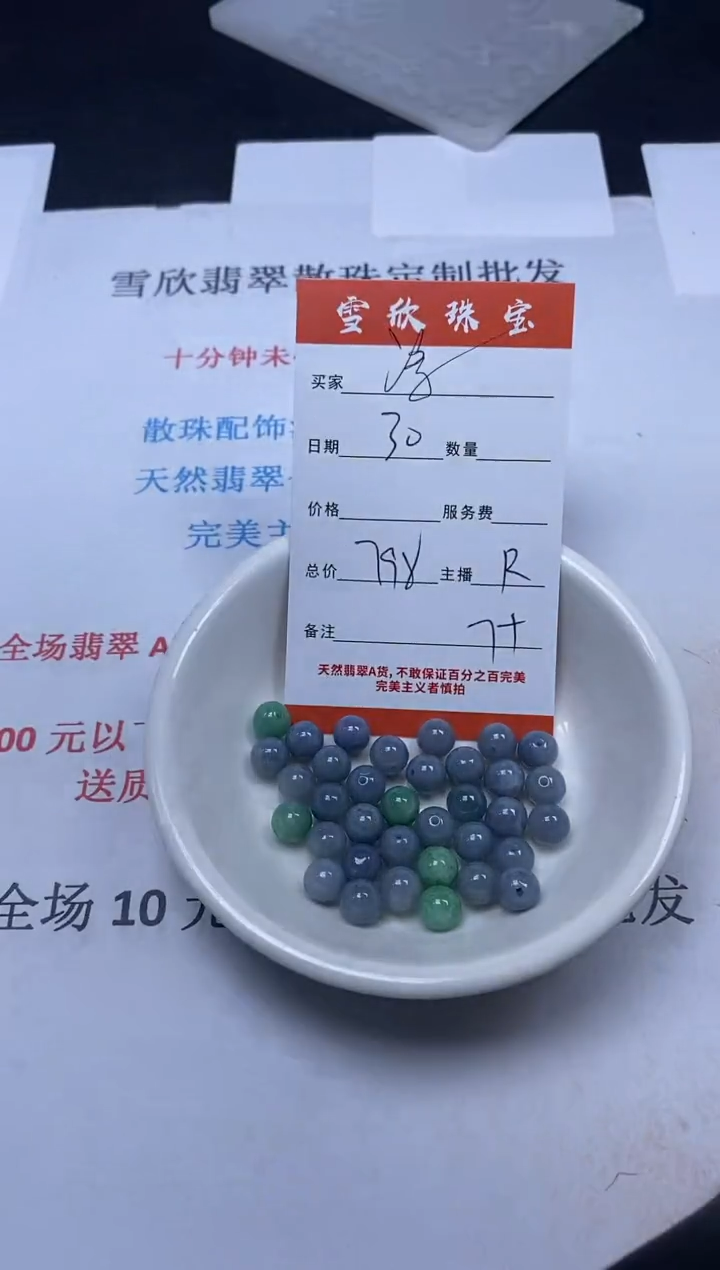 雪欣翡翠散珠定制批发
十分钟未
散珠配饰
天然翡翠
完美主
全场翡翠 A
00 元以下
送质
全场 10 元
批发
雪欣珠宝
买家
日期 30 数量
价格 服务费
总价 798 主播 R
备注 7+
天然翡翠A货,不敢保证百分之百完美
完美主义者慎拍